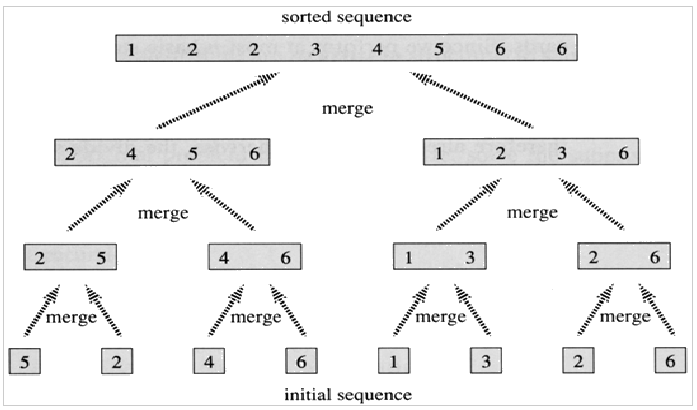 sorted sequence
1 2 2 3 4 5 6 6
merge
2 4 5 6
1 2 3 6
merge
merge
2 5
4 6
1 3
2 6
merge
merge
merge
merge
5
2
4
6
1
3
2
6
initial sequence